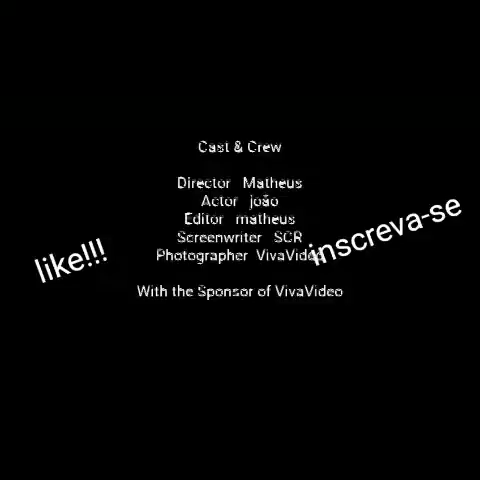 Cast & Crew
Director Matheus
Actor joão
Editor matheus
Screenwriter SCR
Photographer VivaVideo
With the Sponsor of VivaVideo
like!!!
inscreva-se